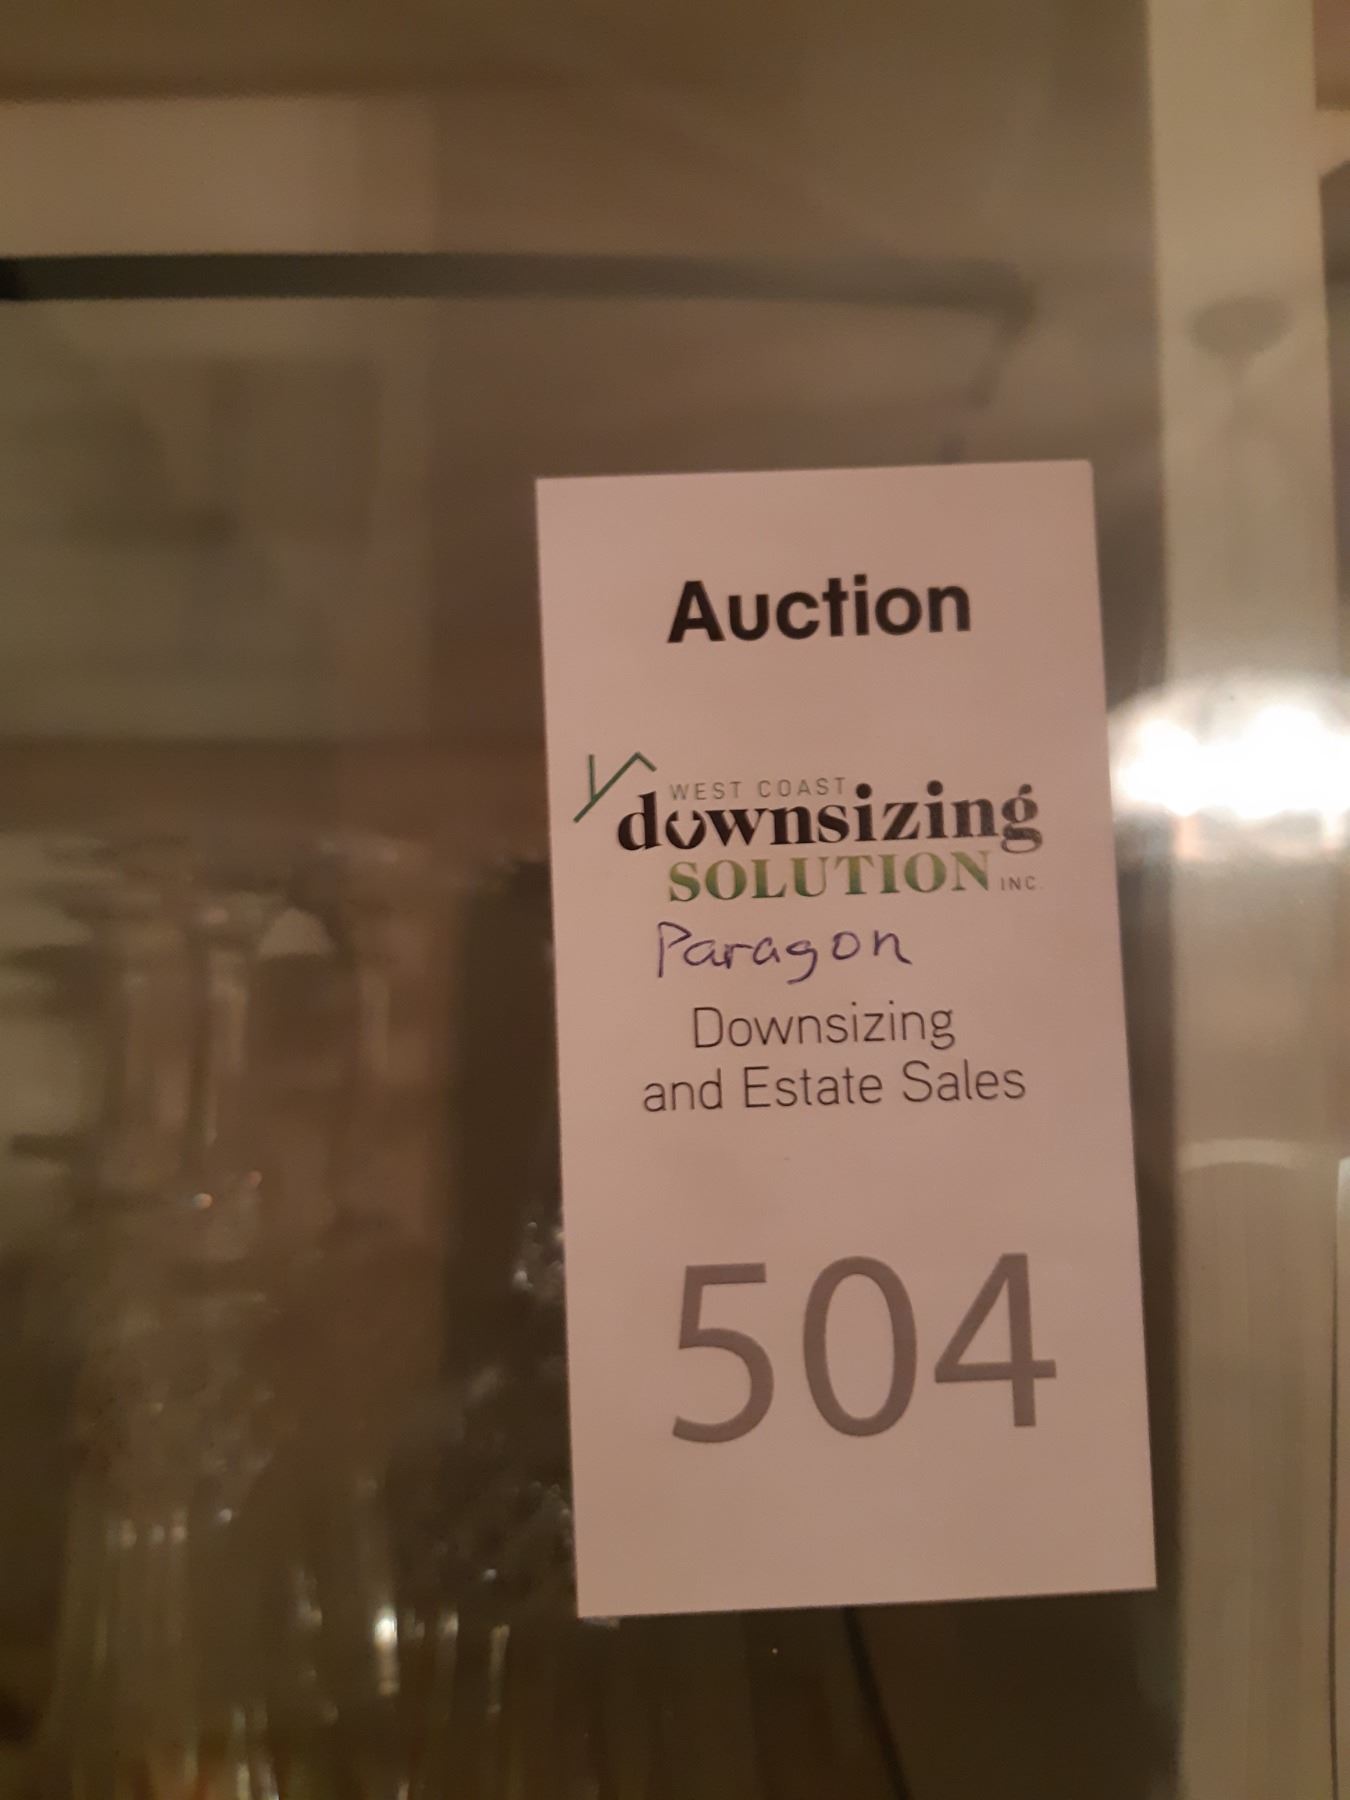 Auction
WEST COAST
downsizing
SOLUTION INC.
Paragon
Downsizing
and Estate Sales
504